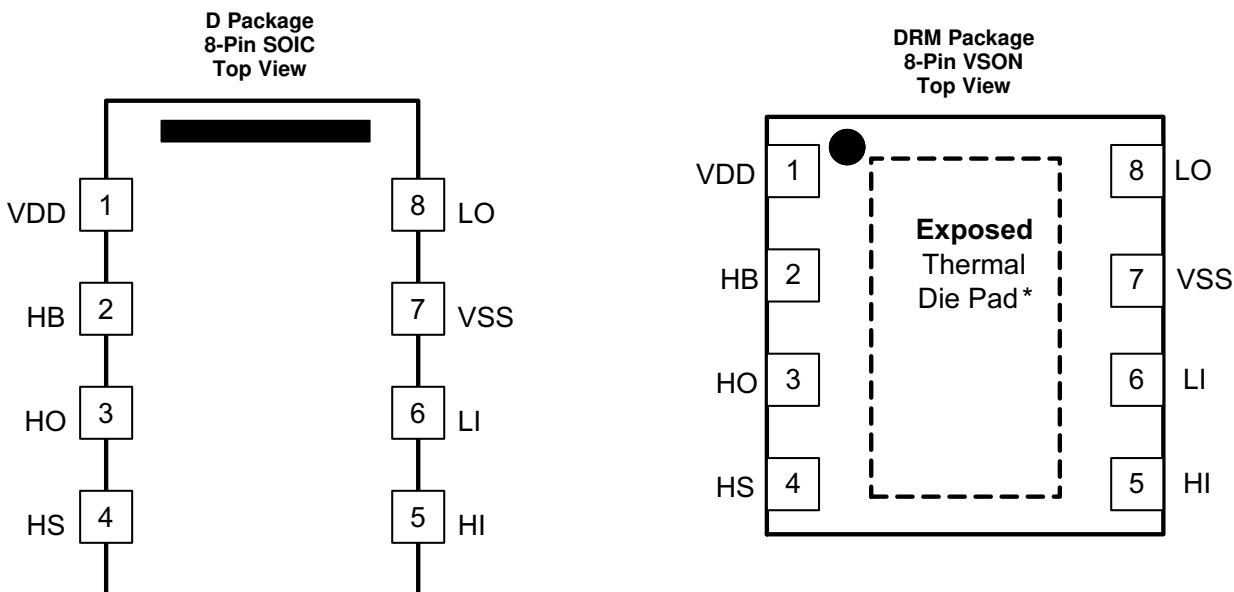 D Package
8-Pin SOIC
Top View
VDD 1 8 LO
HB 2 7 VSS
HO 3 6 LI
HS 4 5 HI
DRM Package
8-Pin VSON
Top View
VDD 1 8 LO
Exposed
Thermal
Die Pad*
HB 2 7 VSS
HO 3 6 LI
HS 4 5 HI